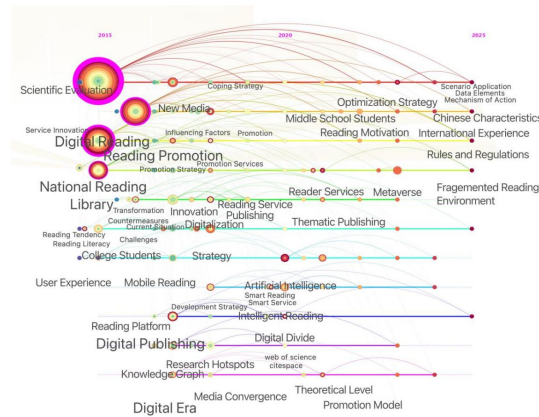 2015 2020 2025
Scientific Evaluation
Coping Strategy
Scenario Application
Data Elements
Mechanism of Action
New Media
Optimization Strategy
Middle School Students
Chinese Characteristics
Service Innovation
Digital Reading
Influencing Factors
Promotion
Reading Motivation
International Experience
Reading Promotion
Rules and Regulations
Promotion Strategy
Promotion Services
National Reading
Reader Services
Metaverse
Fragemented Reading
Environment
Library
Transformation
Innovation
Reading Service
Publishing
Countermeasures
Current Situation
Digitalization
Thematic Publishing
Reading Tendency
Reading Literacy
Challenges
College Students
Strategy
User Experience
Mobile Reading
Artificial Intelligence
Smart Reading
Smart Service
Development Strategy
Intelligent Reading
Reading Platform
Digital Publishing
Digital Divide
Research Hotspots
web of science
citespace
Knowledge Graph
Theoretical Level
Media Convergence
Promotion Model
Digital Era